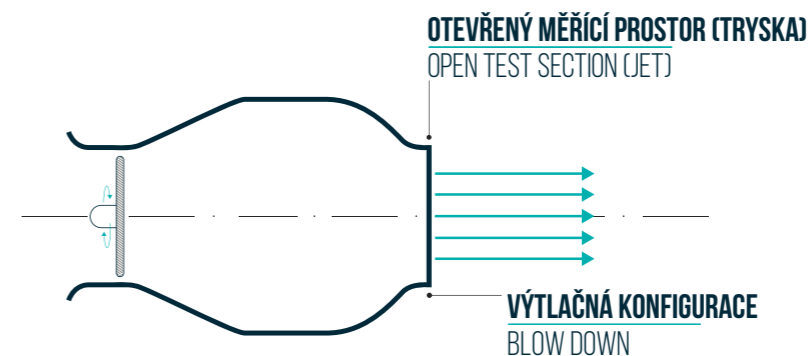 OTEVŘENÝ MĚŘÍCÍ PROSTOR (TRYSKA)
OPEN TEST SECTION (JET)
VÝTLAČNÁ KONFIGURACE
BLOW DOWN